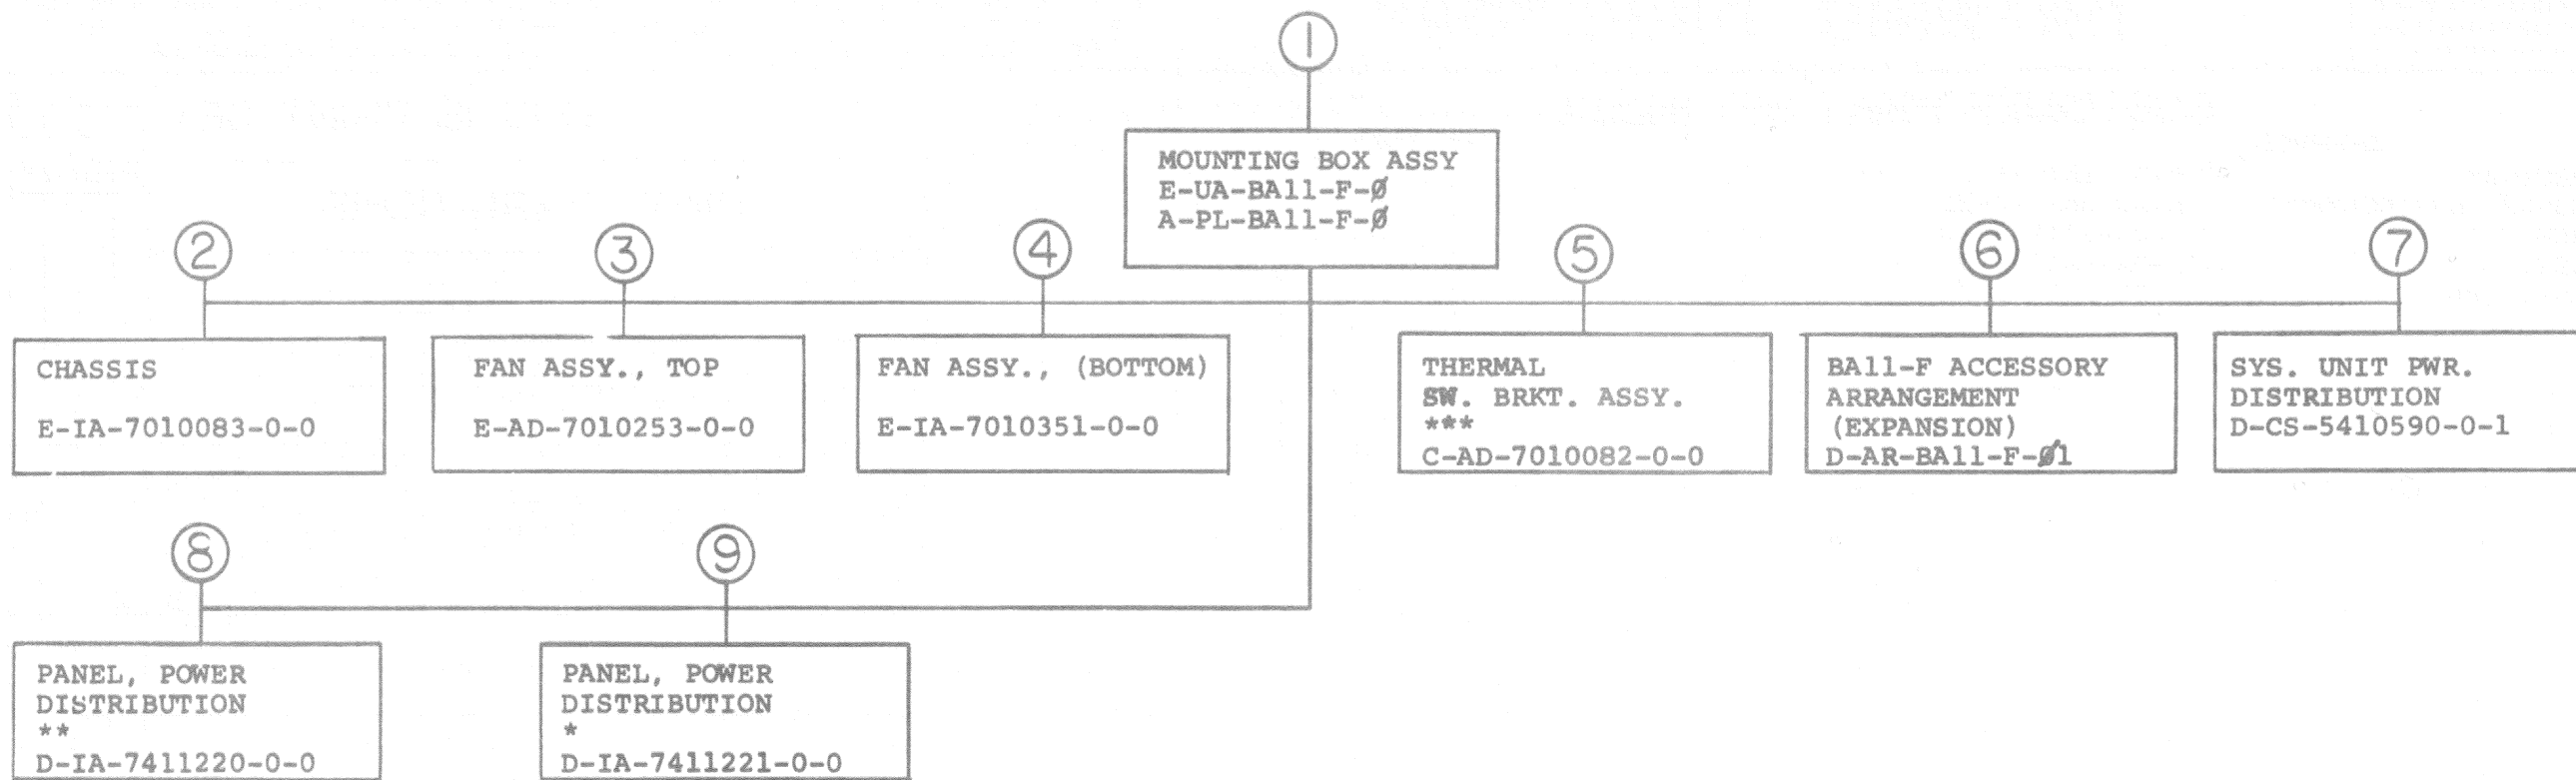 1
MOUNTING BOX ASSY
E-UA-BA11-F-Ø
A-PL-BA11-F-Ø
2
CHASSIS
E-IA-7010083-0-0
3
FAN ASSY., TOP
E-AD-7010253-0-0
4
FAN ASSY., (BOTTOM)
E-IA-7010351-0-0
5
THERMAL
SW. BRKT. ASSY.
***
C-AD-7010082-0-0
6
BA11-F ACCESSORY
ARRANGEMENT
(EXPANSION)
D-AR-BA11-F-Ø1
7
SYS. UNIT PWR.
DISTRIBUTION
D-CS-5410590-0-1
8
PANEL, POWER
DISTRIBUTION
**
D-IA-7411220-0-0
9
PANEL, POWER
DISTRIBUTION
*
D-IA-7411221-0-0